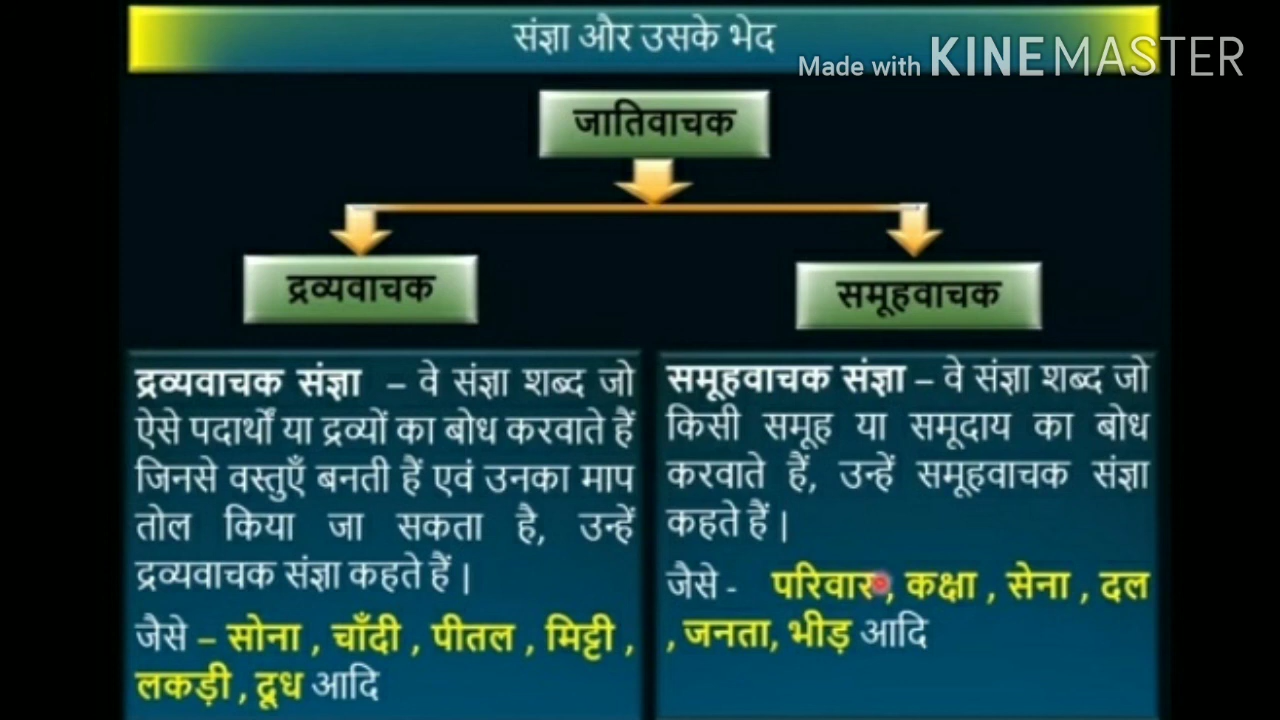 संज्ञा और उसके भेद
Made with KINEMASTER
जातिवाचक
द्रव्यवाचक
समूहवाचक
द्रव्यवाचक संज्ञा – वे संज्ञा शब्द जो
ऐसे पदार्थों या द्रव्यों का बोध करवाते हैं
जिनसे वस्तुएँ बनती हैं एवं उनका माप
तोल किया जा सकता है, उन्हें
द्रव्यवाचक संज्ञा कहते हैं |
जैसे – सोना , चाँदी , पीतल , मिट्टी ,
लकड़ी , दूध आदि
समूहवाचक संज्ञा – वे संज्ञा शब्द जो
किसी समूह या समूदाय का बोध
करवाते हैं, उन्हें समूहवाचक संज्ञा
कहते हैं |
जैसे - परिवार , कक्षा , सेना , दल
, जनता, भीड़ आदि